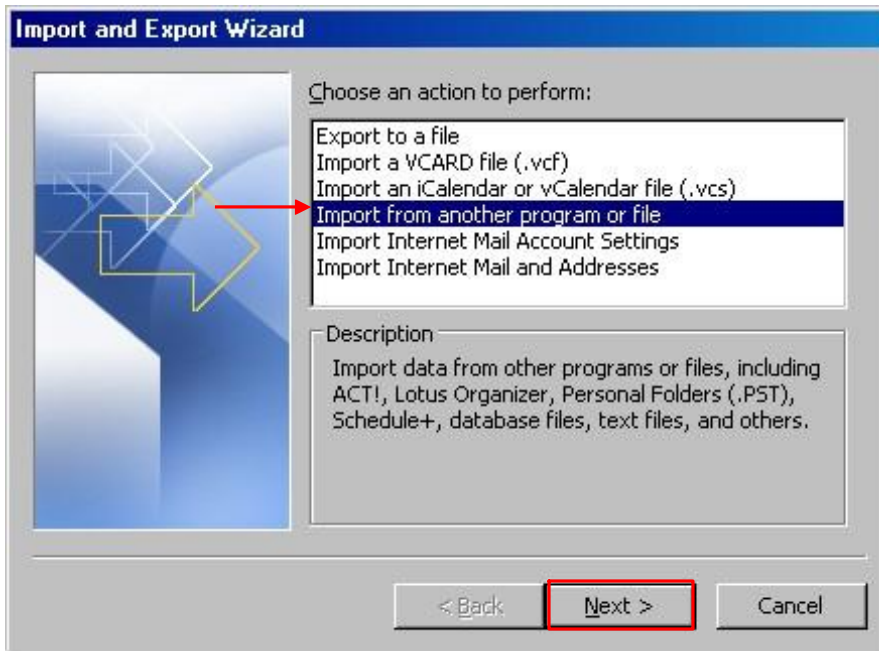 Import and Export Wizard
Choose an action to perform:
Export to a file
Import a VCARD file (.vcf)
Import an iCalendar or vCalendar file (.vcs)
Import from another program or file
Import Internet Mail Account Settings
Import Internet Mail and Addresses
Description
Import data from other programs or files, including
ACT!, Lotus Organizer, Personal Folders (.PST),
Schedule+, database files, text files, and others.
< Back Next > Cancel